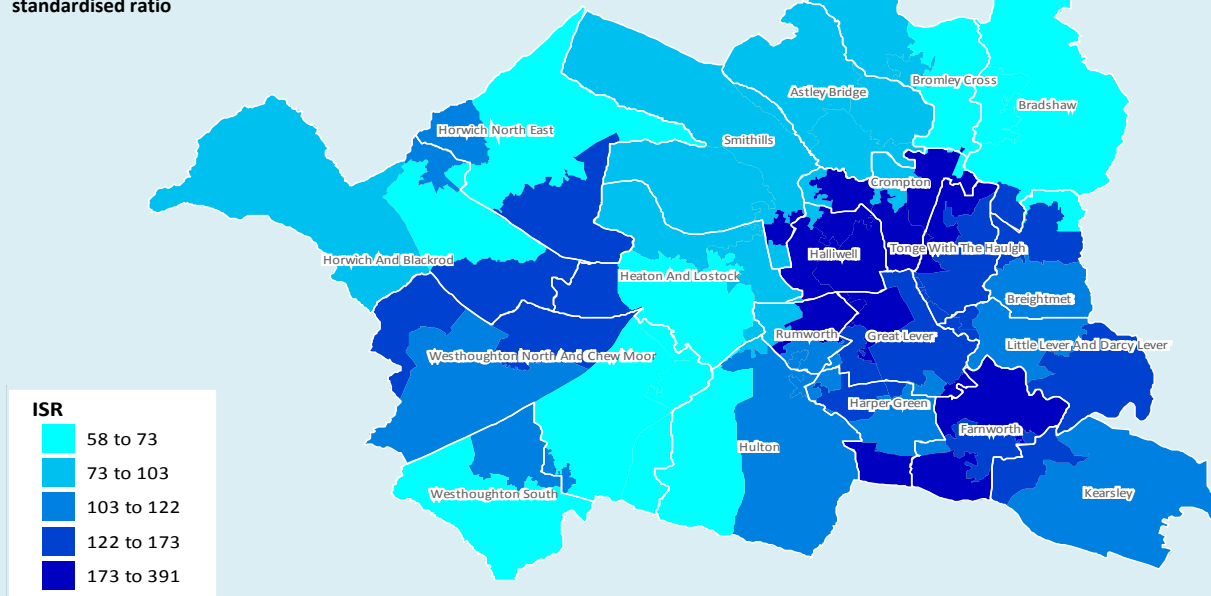 standardised ratio
Bromley Cross
Astley Bridge
Bradshaw
Horwich North East
Smithills
Crompton
Tonge With The Haulgh
Halliwell
Horwich And Blackrod
Heaton And Lostock
Breightmet
Rumworth
Great Lever
Little Lever And Darcy Lever
Westhoughton North And Chew Moor
Harper Green
Farnworth
Hulton
Westhoughton South
Kearsley
ISR
58 to 73
73 to 103
103 to 122
122 to 173
173 to 391